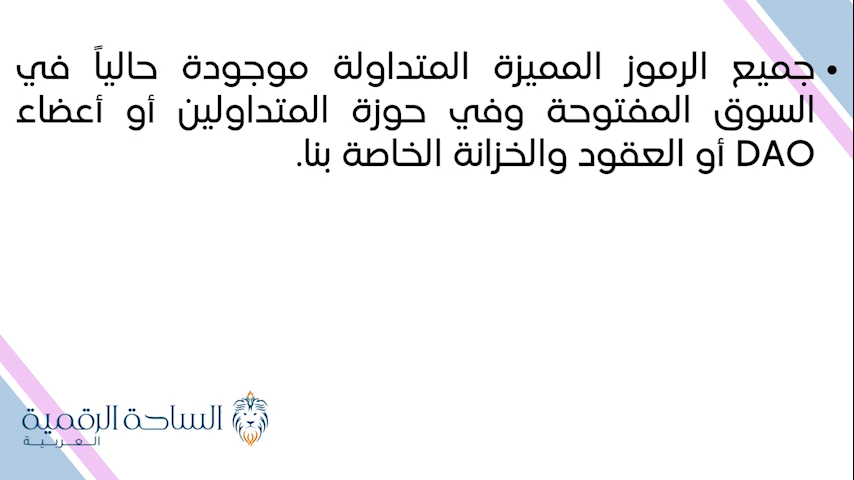 • جميع الرموز المميزة المتداولة موجودة حالياً في
السوق المفتوحة وفي حوزة المتداولين أو أعضاء
DAO أو العقود والخزانة الخاصة بنا.
الساحة الرقمية
العربية